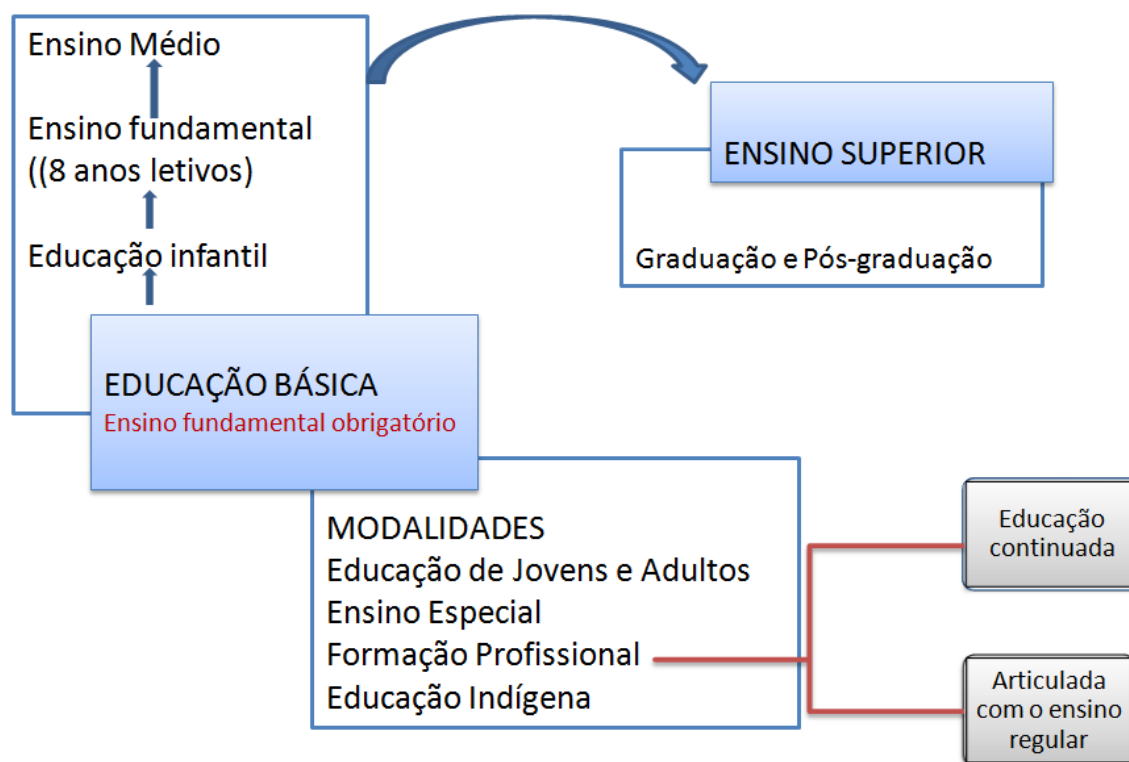 Ensino Médio
Ensino fundamental
((8 anos letivos)
Educação infantil
EDUCAÇÃO BÁSICA
Ensino fundamental obrigatório
ENSINO SUPERIOR
Graduação e Pós-graduação
MODALIDADES
Educação de Jovens e Adultos
Ensino Especial
Formação Profissional
Educação Indígena
Educação
continuada
Articulada
com o ensino
regular